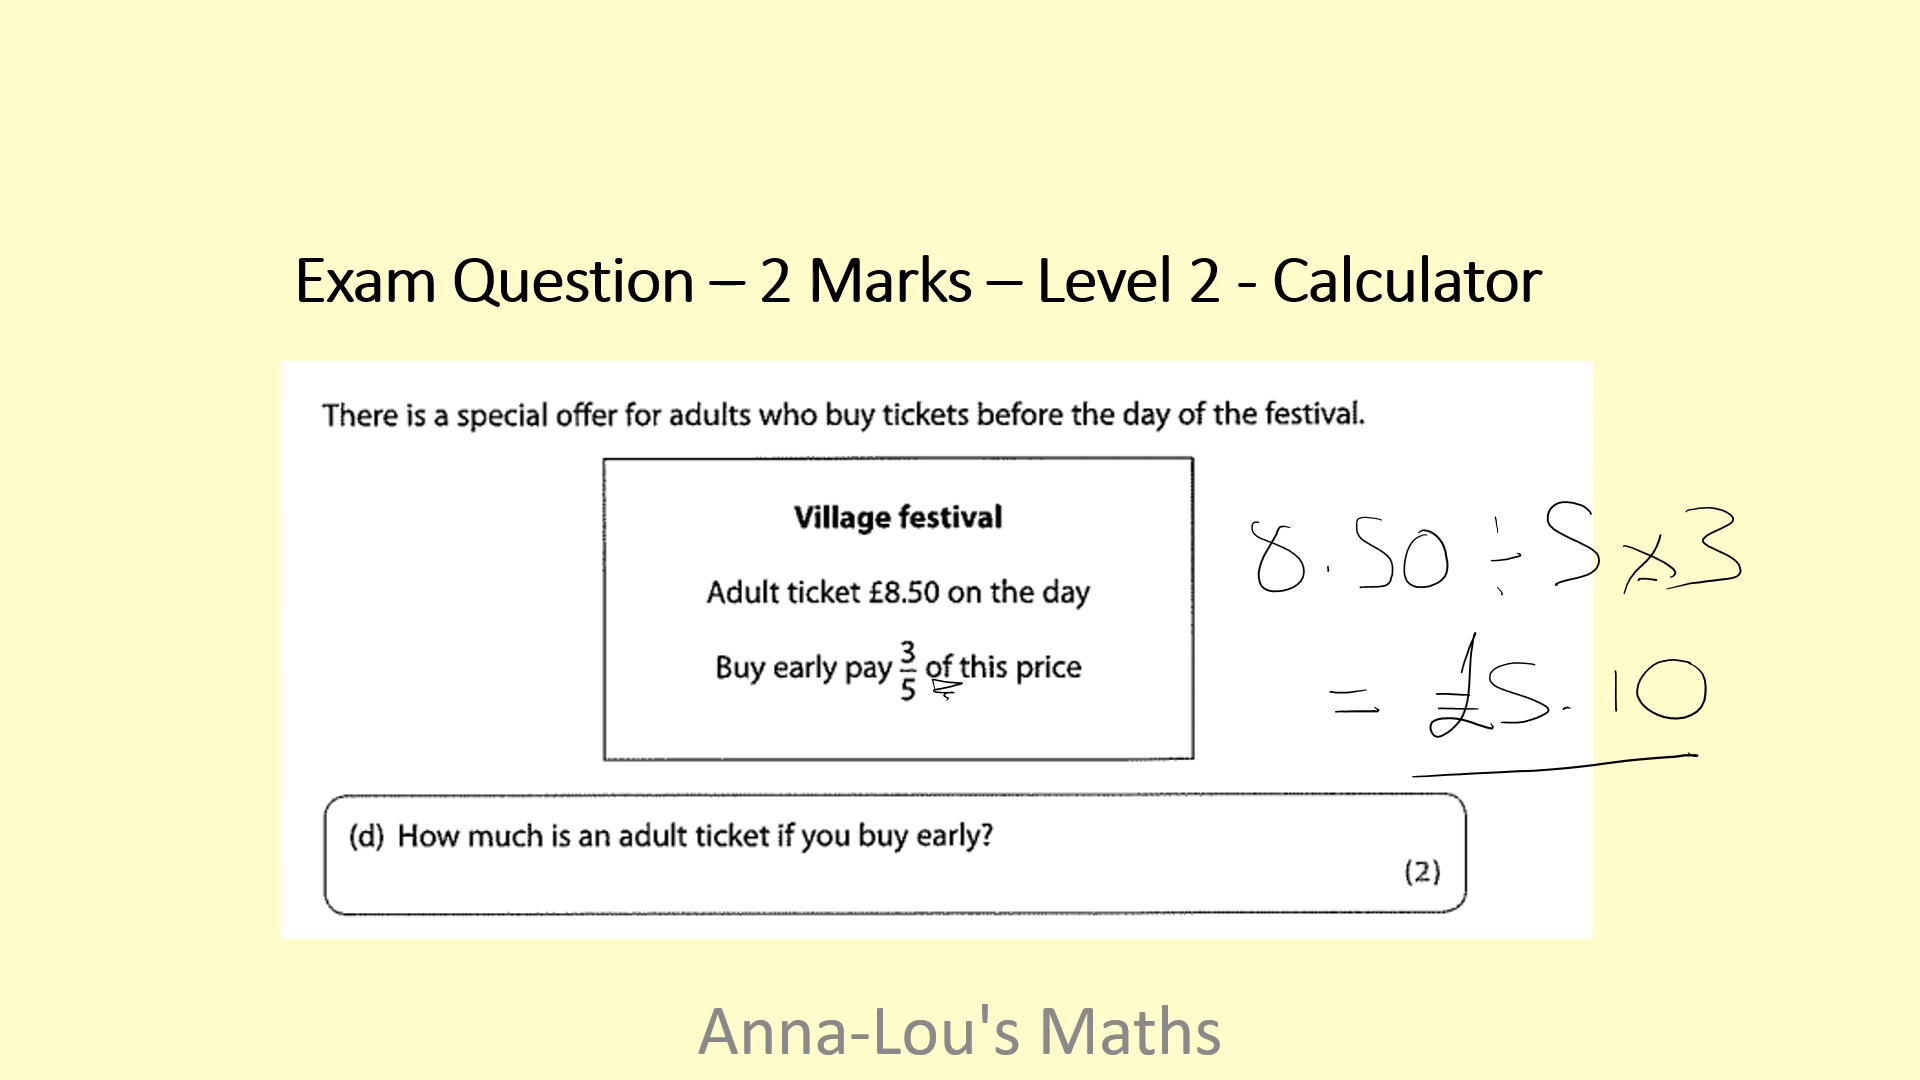 Exam Question – 2 Marks – Level 2 - Calculator
There is a special offer for adults who buy tickets before the day of the festival.
Village festival
Adult ticket £8.50 on the day
Buy early pay 3/5 of this price
8.50 ÷ 5 × 3
= £5.10
(d) How much is an adult ticket if you buy early?
(2)
Anna-Lou's Maths